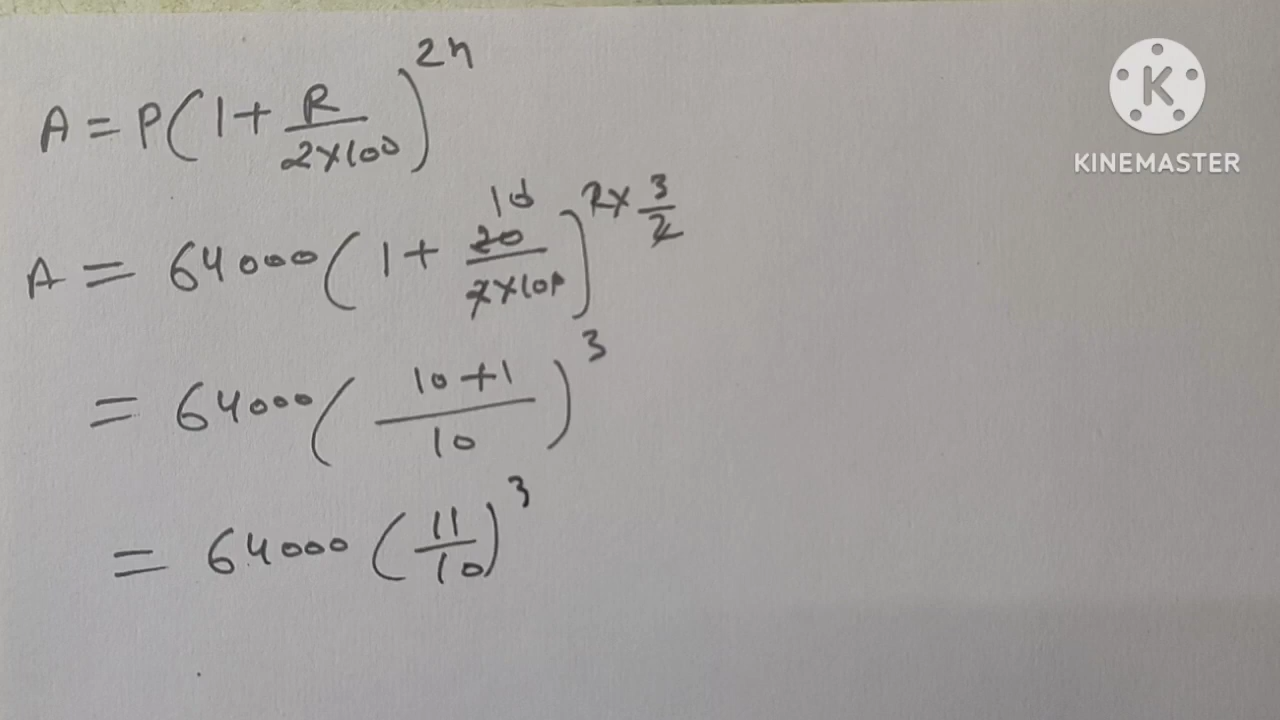 A = P(1 + R/2×100)^2n
K
KINEMASTER
A = 64000(1 + 20/2×100)^2×3/2
10
= 64000(10+1/10)^3
= 64000(11/10)^3